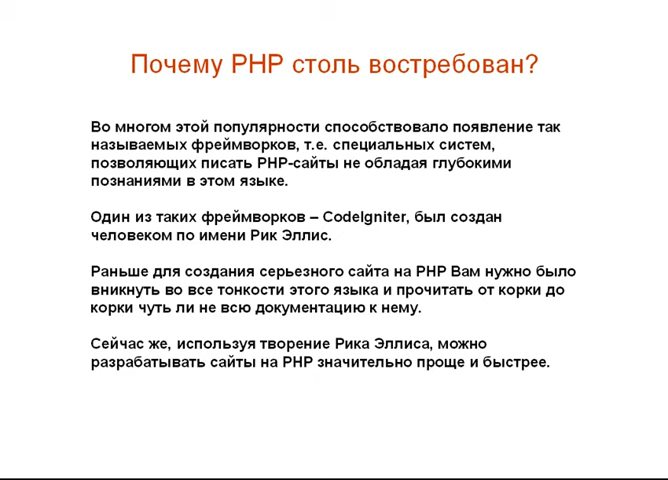 Почему PHP столь востребован?
Во многом этой популярности способствовало появление так
называемых фреймворков, т.е. специальных систем,
позволяющих писать PHP-сайты не обладая глубокими
познаниями в этом языке.
Один из таких фреймворков – CodeIgniter, был создан
человеком по имени Рик Эллис.
Раньше для создания серьезного сайта на PHP Вам нужно было
вникнуть во все тонкости этого языка и прочитать от корки до
корки чуть ли не всю документацию к нему.
Сейчас же, используя творение Рика Эллиса, можно
разрабатывать сайты на PHP значительно проще и быстрее.